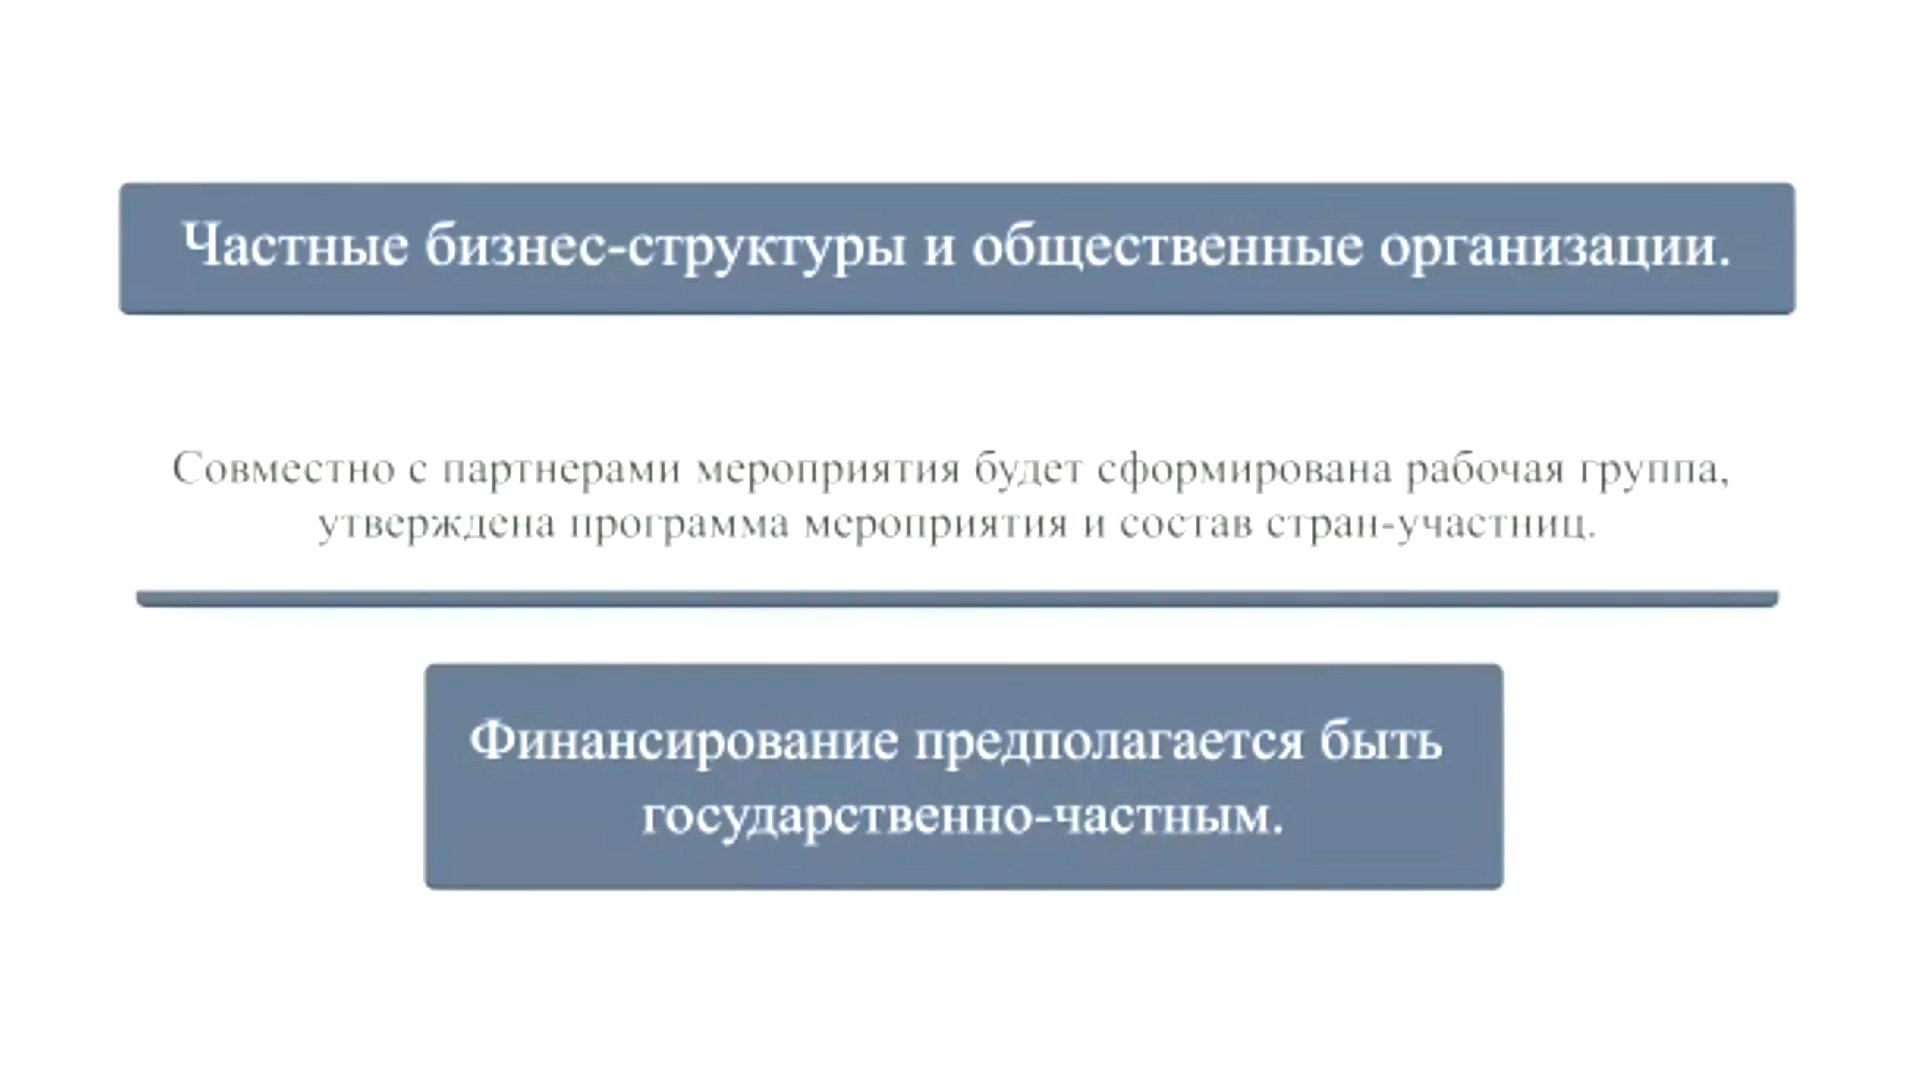 Частные бизнес-структуры и общественные организации.
Совместно с партнерами мероприятия будет сформирована рабочая группа,
утверждена программа мероприятия и состав стран-участниц.
Финансирование предполагается быть
государственно-частным.